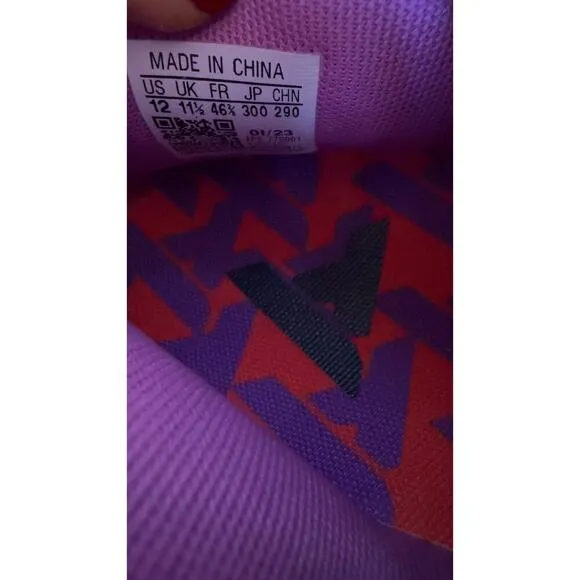 MADE IN CHINA
US UK FR JP CHN
12 11½ 46⅔ 300 290
01/23